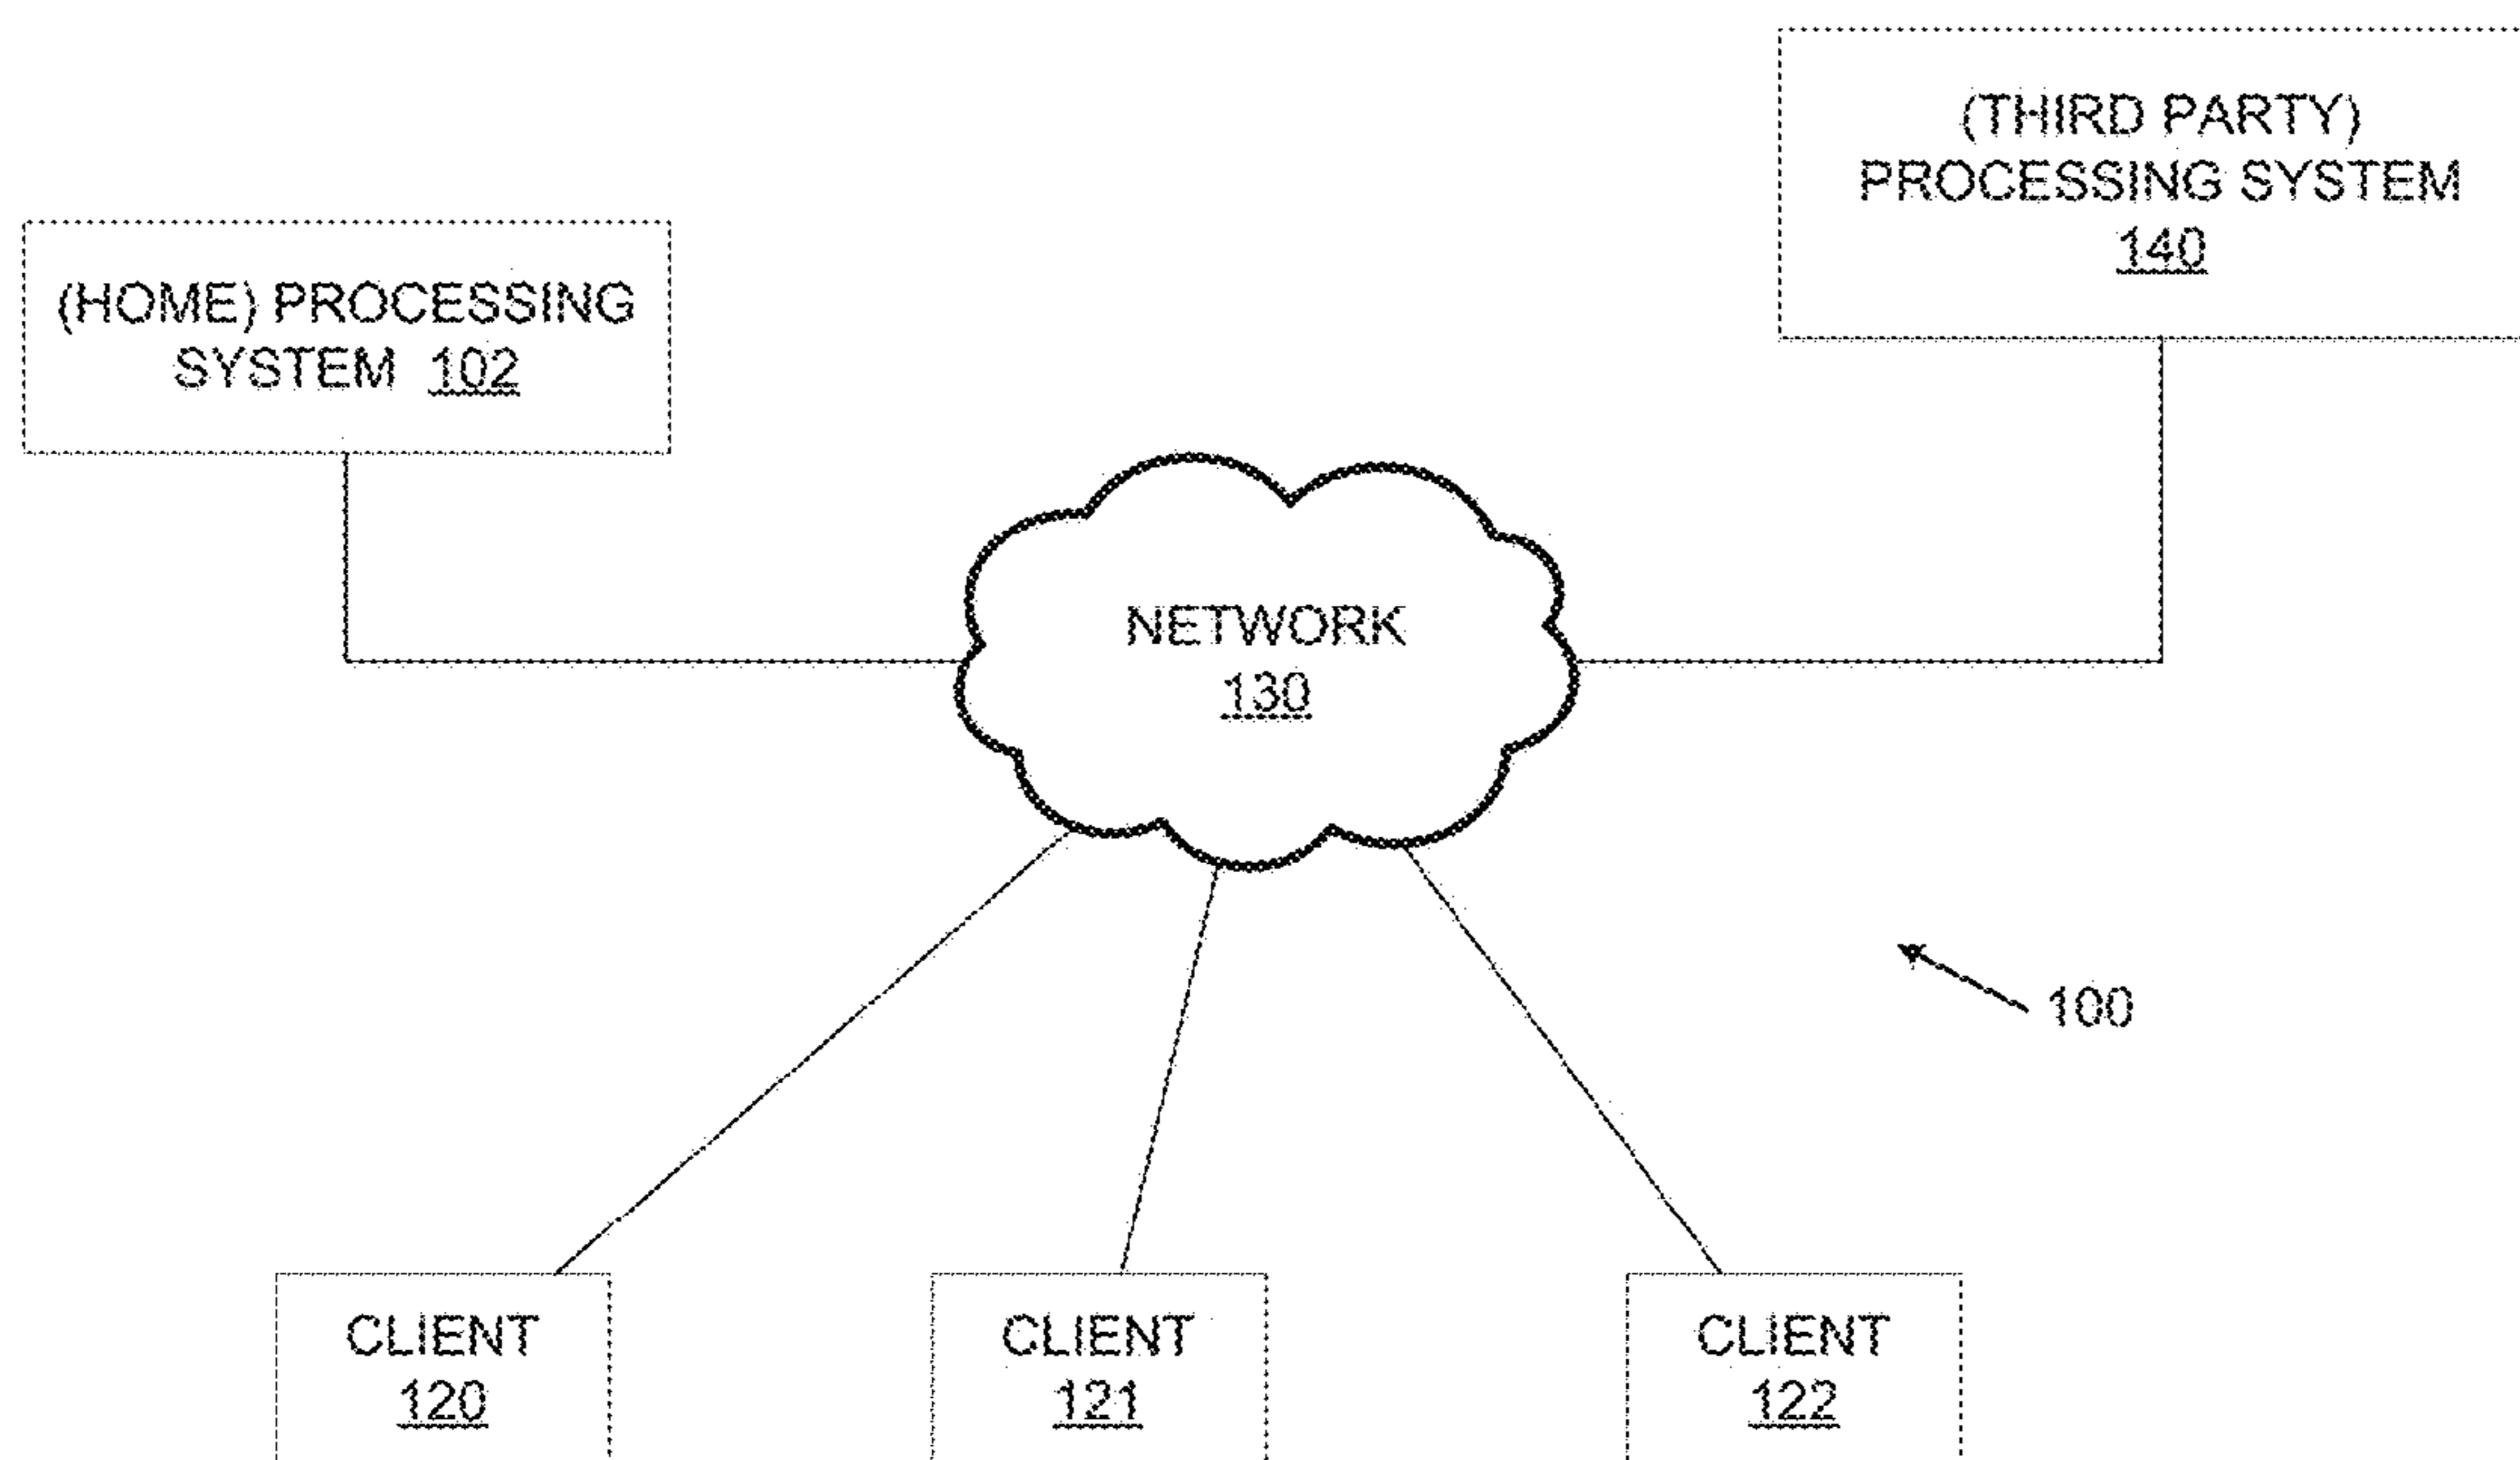 (THIRD PARTY)
PROCESSING SYSTEM
140
(HOME) PROCESSING
SYSTEM 102
NETWORK
130
100
CLIENT
120
CLIENT
121
CLIENT
122